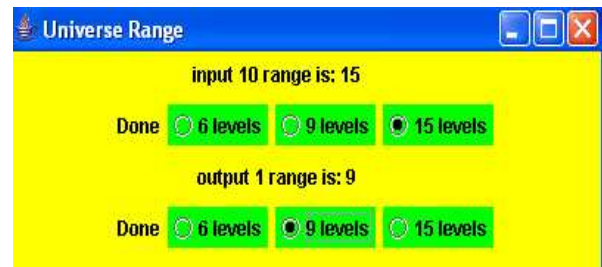 Universe Range
input 10 range is: 15
Done 6 levels 9 levels 15 levels
output 1 range is: 9
Done 6 levels 9 levels 15 levels